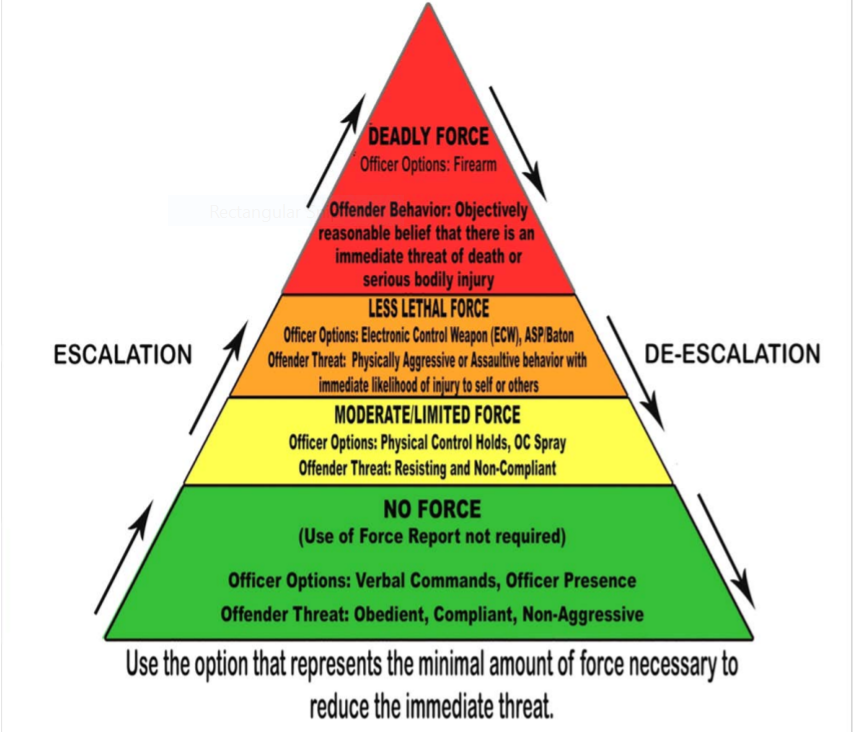 DEADLY FORCE
Officer Options: Firearm
Rectangular
Offender Behavior: Objectively
reasonable belief that there is an
immediate threat of death or
serious bodily injury
LESS LETHAL FORCE
Officer Options: Electronic Control Weapon (ECW), ASP/Baton
Offender Threat: Physically Aggressive or Assaultive behavior with
immediate likelihood of injury to self or others
ESCALATION
DE-ESCALATION
MODERATE/LIMITED FORCE
Officer Options: Physical Control Holds, OC Spray
Offender Threat: Resisting and Non-Compliant
NO FORCE
(Use of Force Report not required)
Officer Options: Verbal Commands, Officer Presence
Offender Threat: Obedient, Compliant, Non-Aggressive
Use the option that represents the minimal amount of force necessary to
reduce the immediate threat.